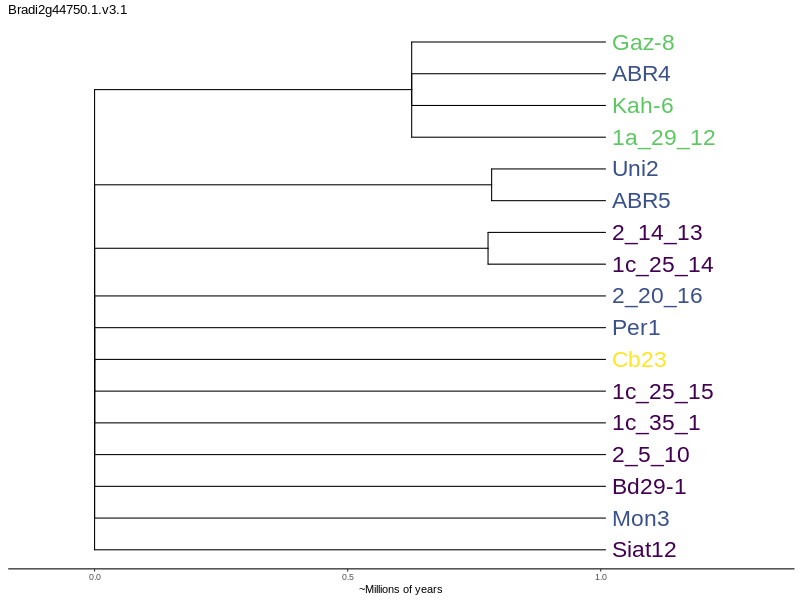 Bradi2g44750.1.v3.1
Gaz-8
ABR4
Kah-6
1a_29_12
Uni2
ABR5
2_14_13
1c_25_14
2_20_16
Per1
Cb23
1c_25_15
1c_35_1
2_5_10
Bd29-1
Mon3
Siat12
0.0 0.5 1.0
~Millions of years